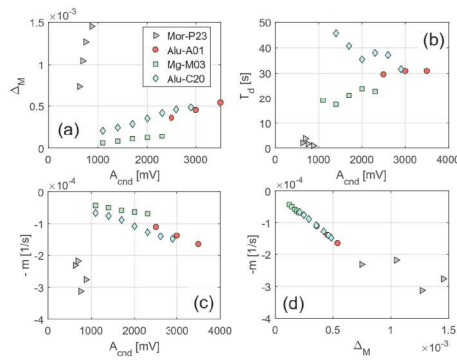 1.5 ×10⁻³
1
0.5
0
Δ_M
(a)
Mor-P23
Alu-A01
Mg-M03
Alu-C20
0 1000 2000 3000
A_cnd [mV]
50
40
30
20
10
0
T_d [s]
(b)
0 1000 2000 3000 4000
A_cnd [mV]
0 ×10⁻⁴
-1
-2
-3
-4
- m [1/s]
(c)
0 1000 2000 3000 4000
A_cnd [mV]
0 ×10⁻⁴
-1
-2
-3
-4
-m [1/s]
(d)
0 0.5 1 1.5
Δ_M ×10⁻³